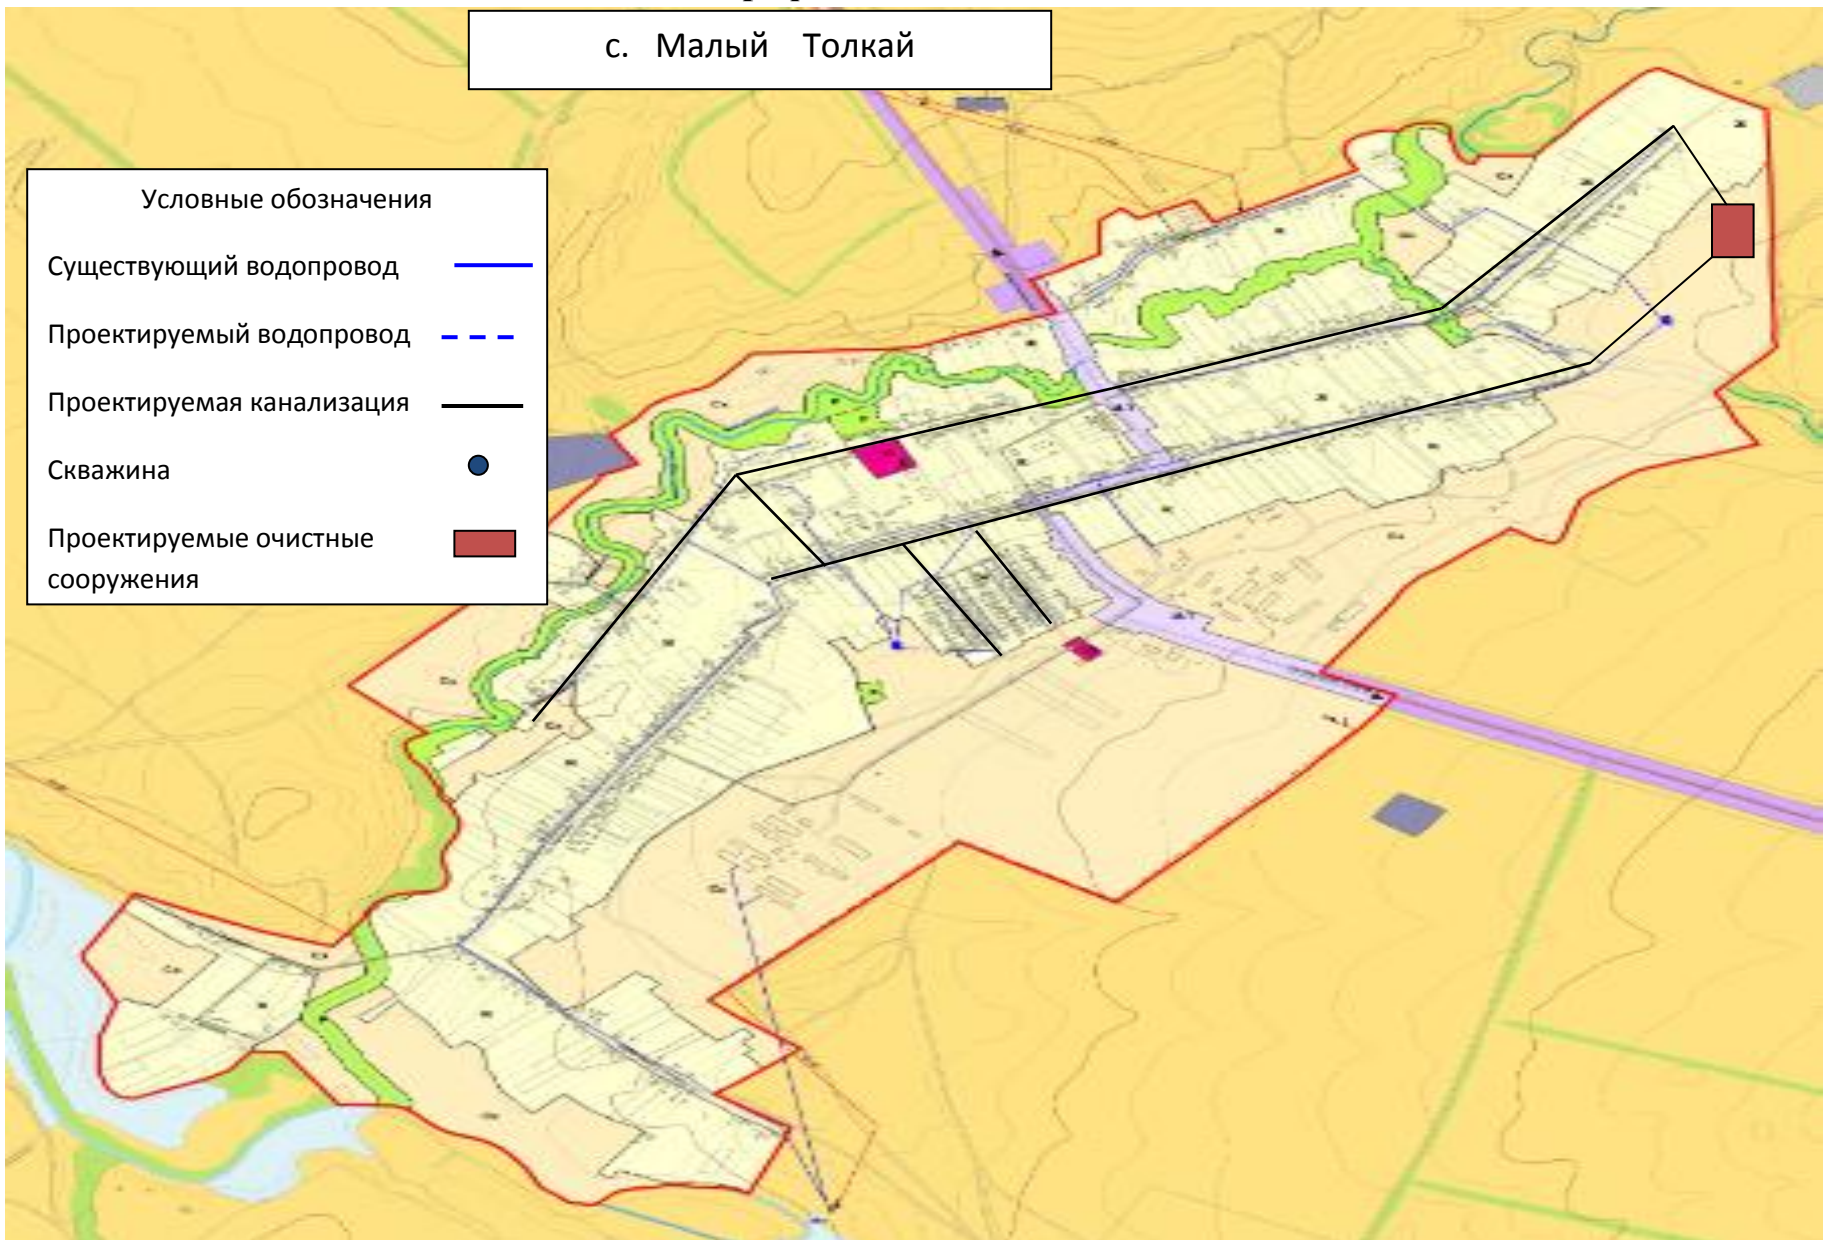 с. Малый Толкай
Условные обозначения
Существующий водопровод
Проектируемый водопровод
Проектируемая канализация
Скважина
Проектируемые очистные
сооружения